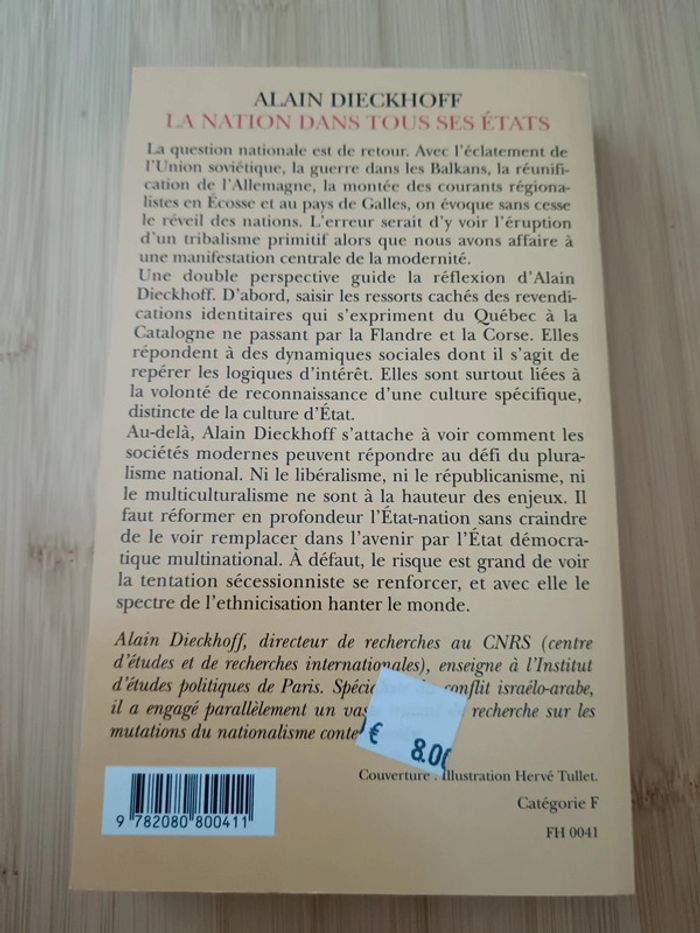 ALAIN DIECKHOFF
LA NATION DANS TOUS SES ÉTATS
La question nationale est de retour. Avec l'éclatement de
l'Union soviétique, la guerre dans les Balkans, la réunifi-
cation de l'Allemagne, la montée des courants régiona-
listes en Écosse et au pays de Galles, on évoque sans cesse
le réveil des nations. L'erreur serait d'y voir l'éruption
d'un tribalisme primitif alors que nous avons affaire à
une manifestation centrale de la modernité.
Une double perspective guide la réflexion d'Alain
Dieckhoff. D'abord, saisir les ressorts cachés des revendi-
cations identitaires qui s'expriment du Québec à la
Catalogne ne passant par la Flandre et la Corse. Elles
répondent à des dynamiques sociales dont il s'agit de
repérer les logiques d'intérêt. Elles sont surtout liées à
la volonté de reconnaissance d'une culture spécifique,
distincte de la culture d'État.
Au-delà, Alain Dieckhoff s'attache à voir comment les
sociétés modernes peuvent répondre au défi du plura-
lisme national. Ni le libéralisme, ni le républicanisme, ni
le multiculturalisme ne sont à la hauteur des enjeux. Il
faut réformer en profondeur l'État-nation sans craindre
de le voir remplacer dans l'avenir par l'État démocra-
tique multinational. À défaut, le risque est grand de voir
la tentation sécessionniste se renforcer, et avec elle le
spectre de l'ethnicisation hanter le monde.
Alain Dieckhoff, directeur de recherches au CNRS (centre
d'études et de recherches internationales), enseigne à l'Institut
d'études politiques de Paris. conflit israélo-arabe,
il a engagé parallèlement un recherche sur les
mutations du nationalisme
€ 8.00
Couverture : Illustration Hervé Tullet.
Catégorie F
9 782080 800411
FH 0041